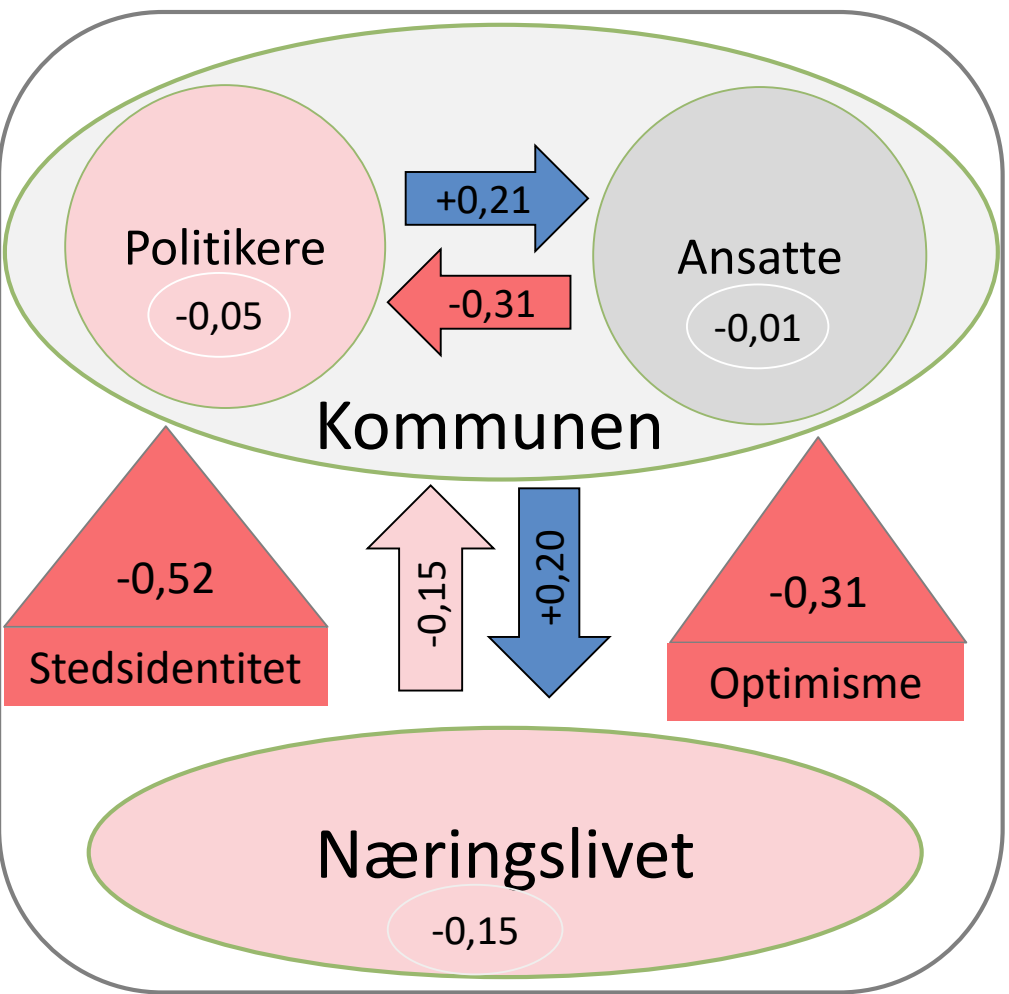 +0,21
Politikere
-0,05
-0,31
Ansatte
-0,01
Kommunen
-0,52
Stedsidentitet
-0,15
+0,20
-0,31
Optimisme
Næringslivet
-0,15